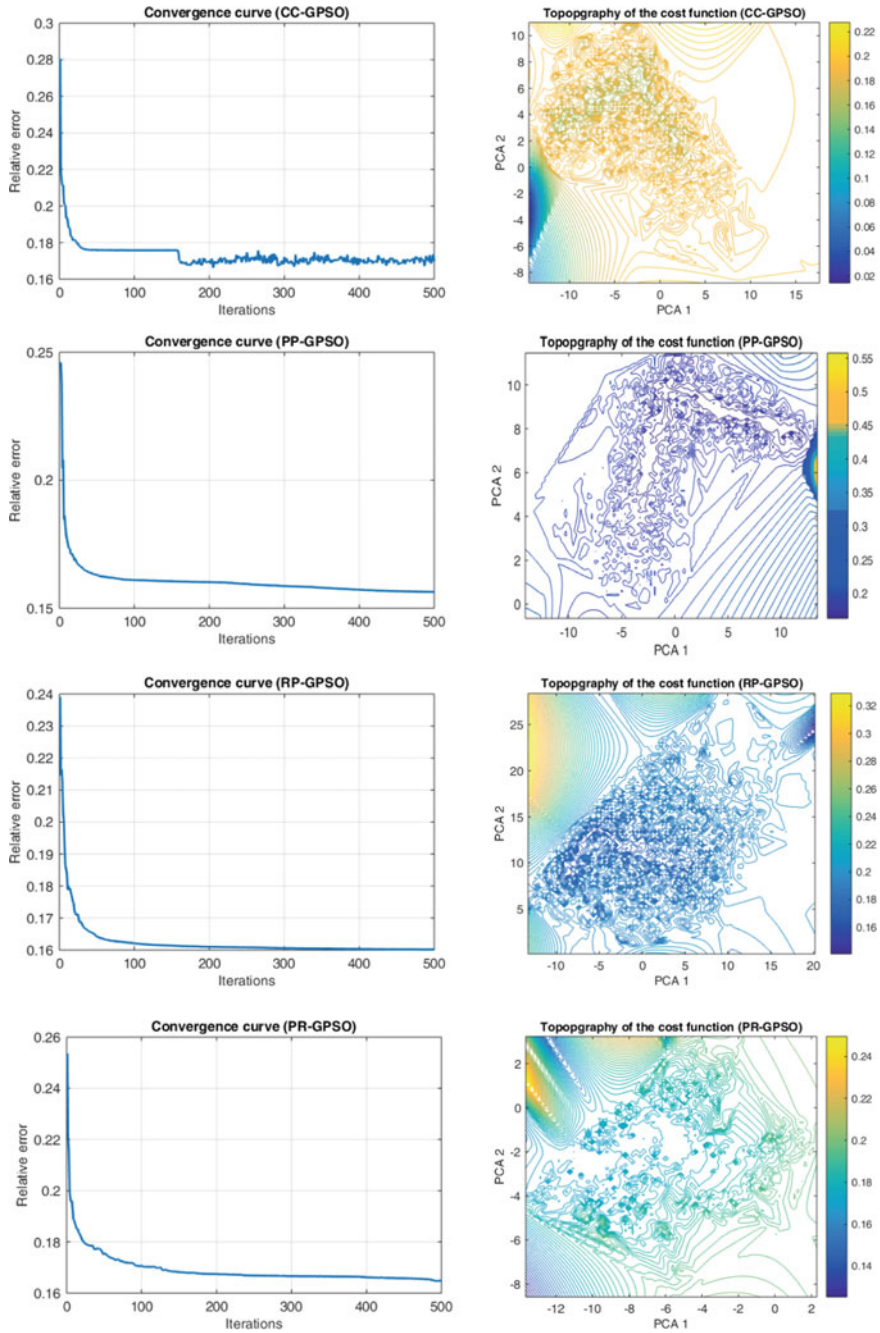 Convergence curve (CC-GPSO)
0.3
0.28
0.26
0.24
0.22
0.2
0.18
0.16
Relative error
0 100 200 300 400 500
Iterations
Topopgraphy of the cost function (CC-GPSO)
10
8
6
4
2
0
-2
-4
-6
-8
PCA 2
-10 -5 0 5 10 15
PCA 1
0.22
0.2
0.18
0.16
0.14
0.12
0.1
0.08
0.06
0.04
0.02
Convergence curve (PP-GPSO)
0.25
0.2
0.15
Relative error
0 100 200 300 400 500
Iterations
Topopgraphy of the cost function (PP-GPSO)
10
8
6
4
2
0
PCA 2
-10 -5 0 5 10
PCA 1
0.55
0.5
0.45
0.4
0.35
0.3
0.25
0.2
Convergence curve (RP-GPSO)
0.24
0.23
0.22
0.21
0.2
0.19
0.18
0.17
0.16
Relative error
0 100 200 300 400 500
Iterations
Topopgraphy of the cost function (RP-GPSO)
25
20
15
10
5
PCA 2
-10 -5 0 5 10 15 20
PCA 1
0.32
0.3
0.28
0.26
0.24
0.22
0.2
0.18
0.16
Convergence curve (PR-GPSO)
0.26
0.24
0.22
0.2
0.18
0.16
Relative error
0 100 200 300 400 500
Iterations
Topopgraphy of the cost function (PR-GPSO)
2
0
-2
-4
-6
-8
PCA 2
-12 -10 -8 -6 -4 -2 0 2
PCA 1
0.24
0.22
0.2
0.18
0.16
0.14